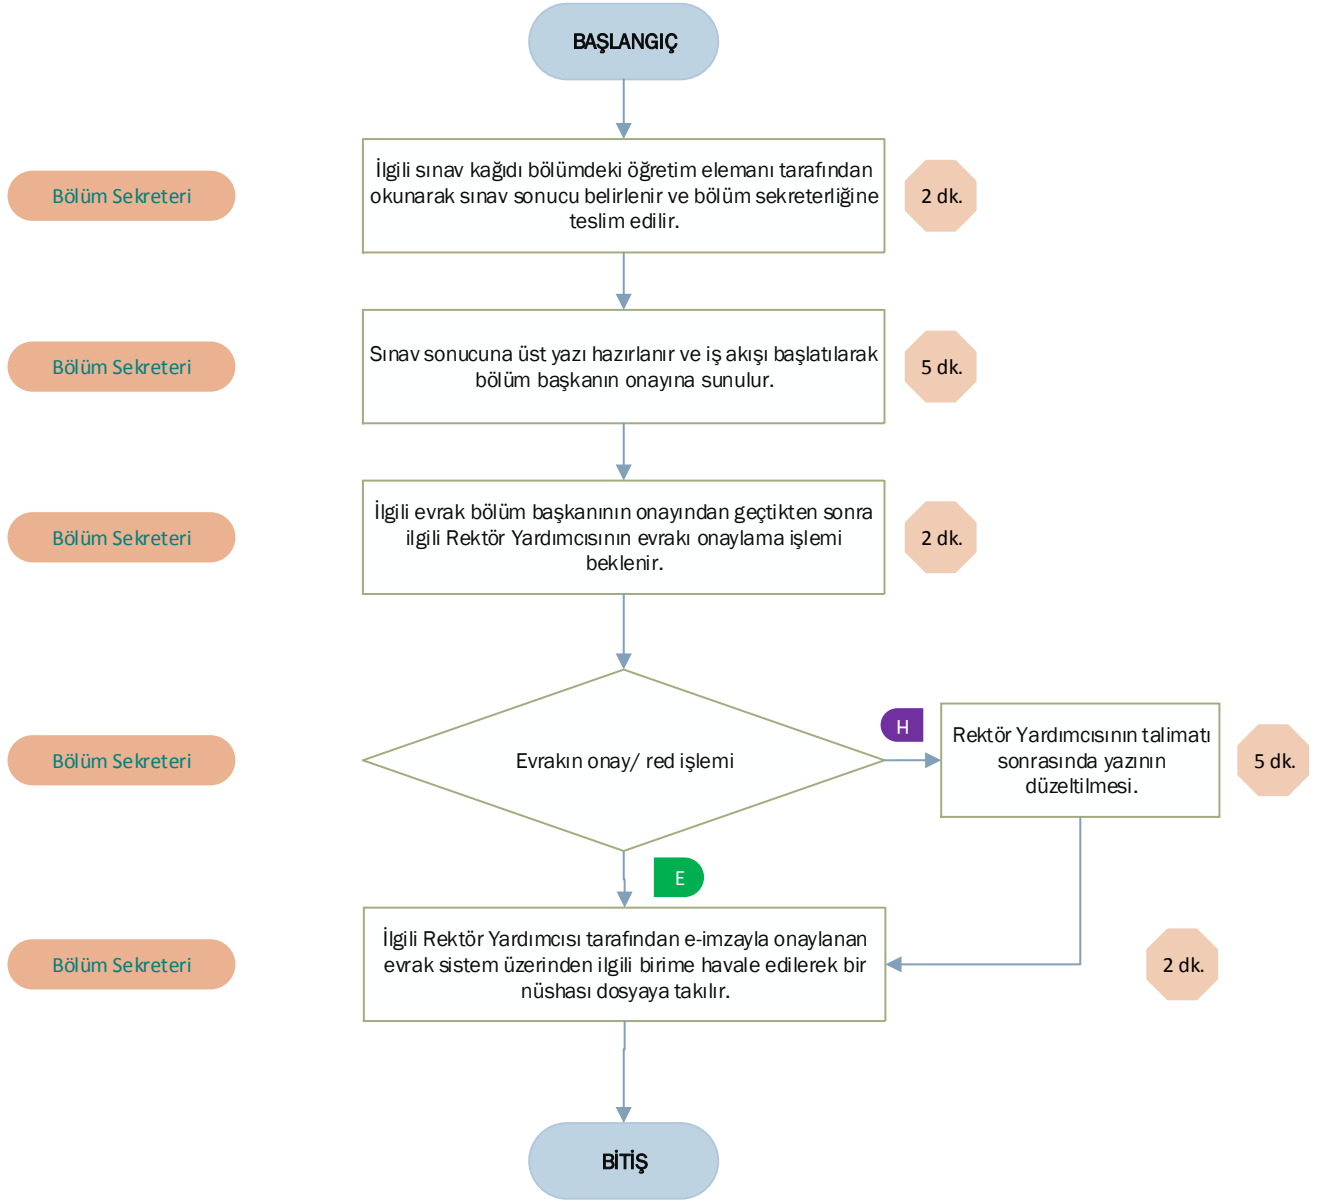 BAŞLANGIÇ
Bölüm Sekreteri
İlgili sınav kağıdı bölümdeki öğretim elemanı tarafından
okunarak sınav sonucu belirlenir ve bölüm sekreterliğine
teslim edilir.
2 dk.
Bölüm Sekreteri
Sınav sonucuna üst yazı hazırlanır ve iş akışı başlatılarak
bölüm başkanın onayına sunulur.
5 dk.
Bölüm Sekreteri
İlgili evrak bölüm başkanının onayından geçtikten sonra
ilgili Rektör Yardımcısının evrakı onaylama işlemi
beklenir.
2 dk.
Bölüm Sekreteri
Evrakın onay/ red işlemi
H
Rektör Yardımcısının talimatı
sonrasında yazının
düzeltilmesi.
5 dk.
E
Bölüm Sekreteri
İlgili Rektör Yardımcısı tarafından e-imzayla onaylanan
evrak sistem üzerinden ilgili birime havale edilerek bir
nüshası dosyaya takılır.
2 dk.
BİTİŞ